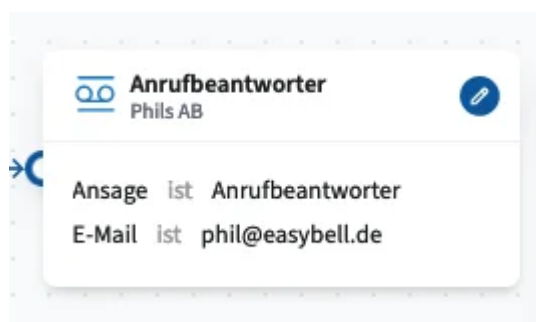 Anrufbeantworter
Phils AB
Ansage ist Anrufbeantworter
E-Mail ist phil@easybell.de